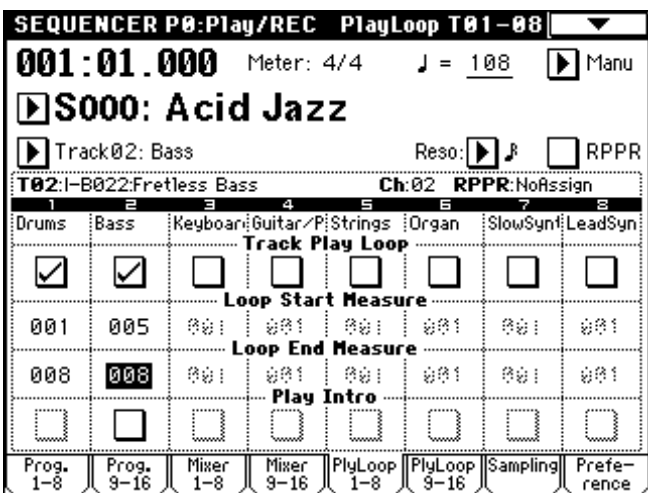 SEQUENCER P0:Play/REC PlayLoop T01-08
001:01.000 Meter: 4/4 ♩ = 108 Manu
S000: Acid Jazz
Track02: Bass Reso: ♪ RPPR
T02:I-B022:Fretless Bass Ch:02 RPPR:NoAssign
1 2 3 4 5 6 7 8
Drums Bass Keyboar Guitar/P Strings Organ SlowSynt LeadSyn
Track Play Loop
Loop Start Measure
001 005 001 001 001 001 001 001
Loop End Measure
008 008 001 001 001 001 001 001
Play Intro
Prog. 1-8 Prog. 9-16 Mixer 1-8 Mixer 9-16 PlyLoop 1-8 PlyLoop 9-16 Sampling Prefe-rence